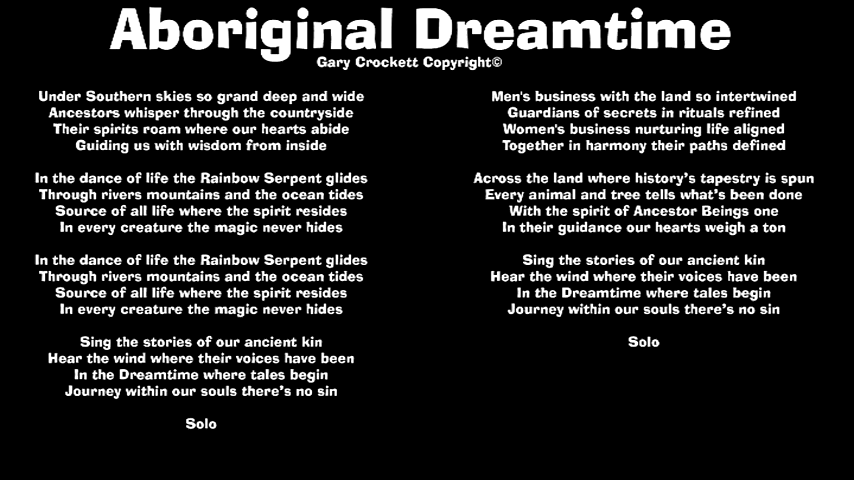 Aboriginal Dreamtime
Gary Crockett Copyright©
Under Southern skies so grand deep and wide
Ancestors whisper through the countryside
Their spirits roam where our hearts abide
Guiding us with wisdom from inside
In the dance of life the Rainbow Serpent glides
Through rivers mountains and the ocean tides
Source of all life where the spirit resides
In every creature the magic never hides
In the dance of life the Rainbow Serpent glides
Through rivers mountains and the ocean tides
Source of all life where the spirit resides
In every creature the magic never hides
Sing the stories of our ancient kin
Hear the wind where their voices have been
In the Dreamtime where tales begin
Journey within our souls there's no sin
Solo
Men's business with the land so intertwined
Guardians of secrets in rituals refined
Women's business nurturing life aligned
Together in harmony their paths defined
Across the land where history's tapestry is spun
Every animal and tree tells what's been done
With the spirit of Ancestor Beings one
In their guidance our hearts weigh a ton
Sing the stories of our ancient kin
Hear the wind where their voices have been
In the Dreamtime where tales begin
Journey within our souls there's no sin
Solo